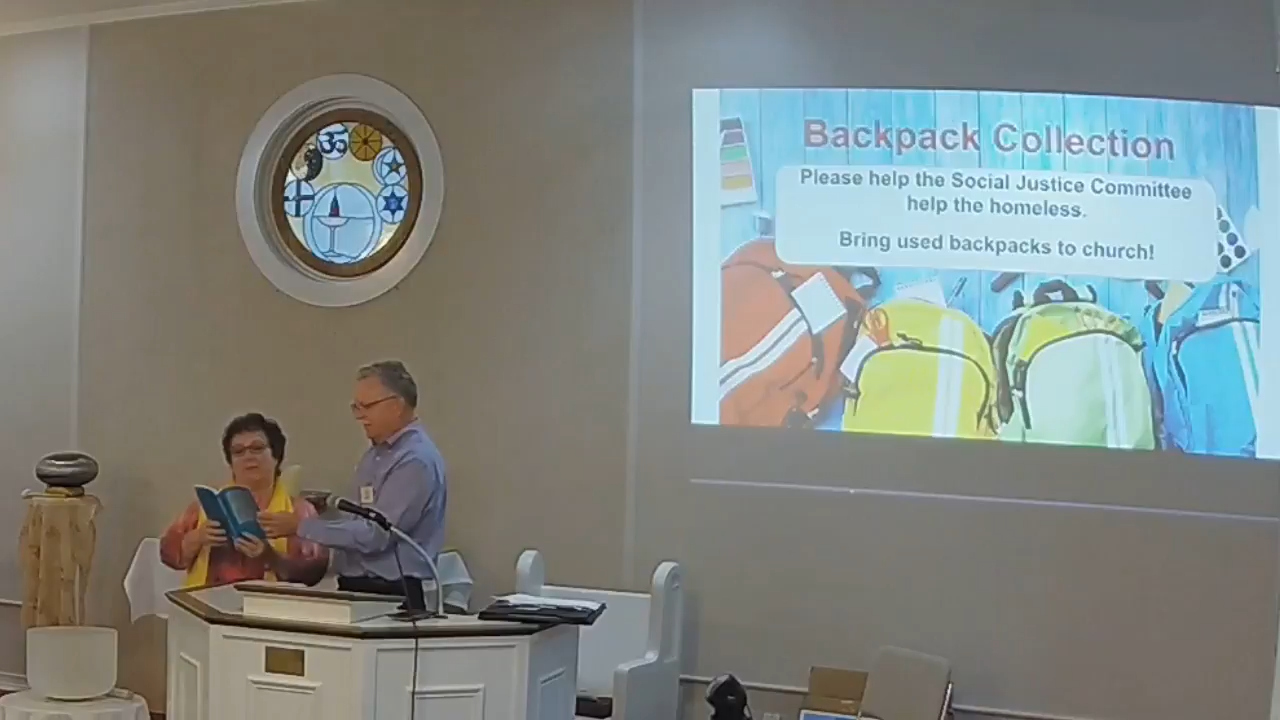 Backpack Collection
Please help the Social Justice Committee
help the homeless.
Bring used backpacks to church!